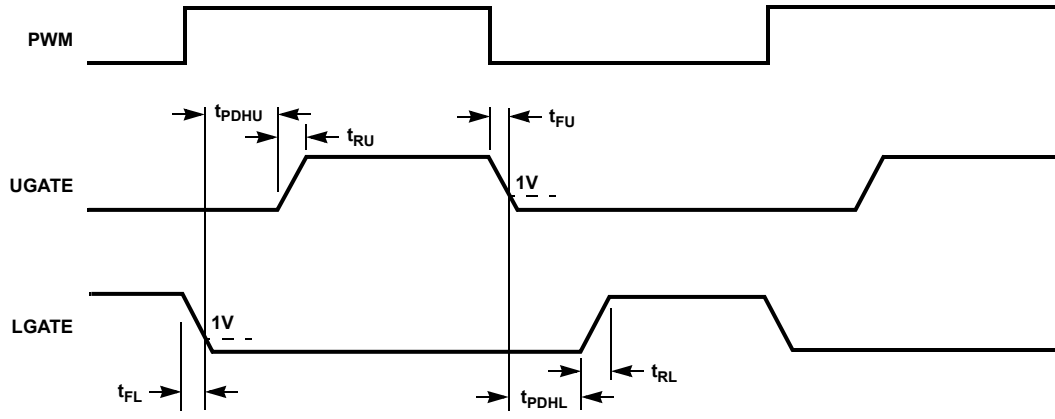 PWM
tPDHU
tRU
tFU
UGATE
1V
LGATE
1V
tFL
tRL
tPDHL